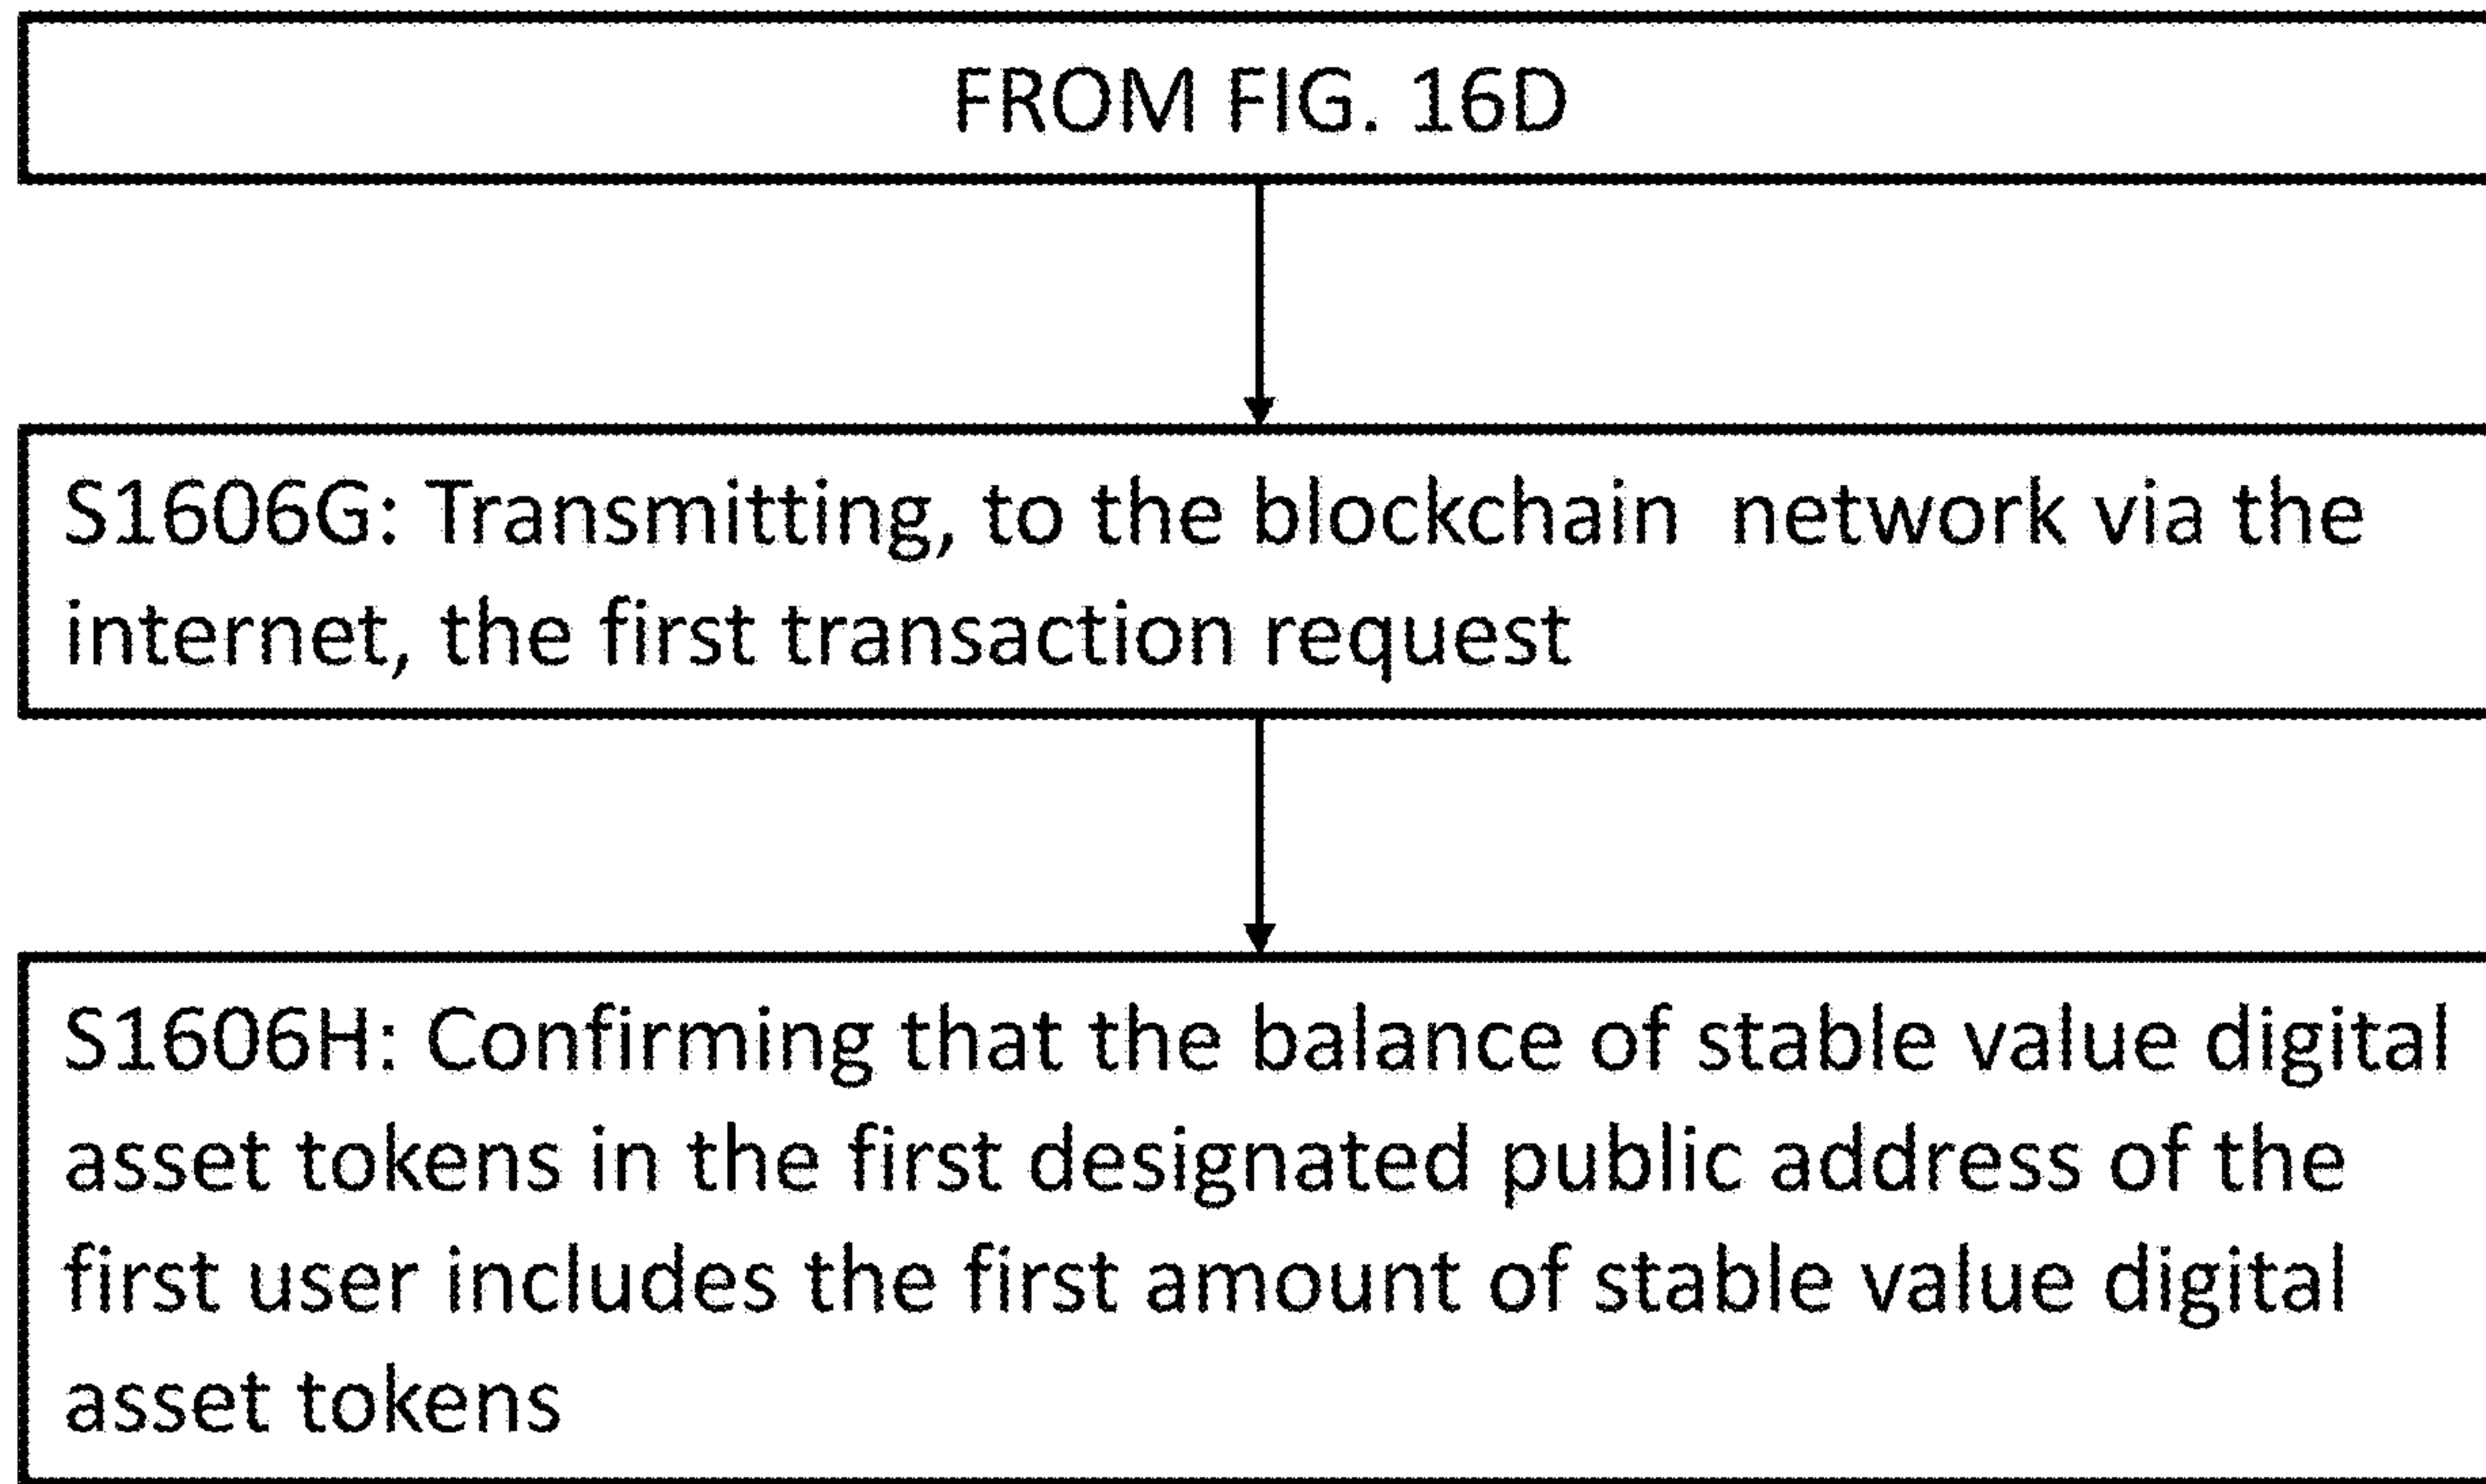 FROM FIG. 16D
S1606G: Transmitting, to the blockchain  network via the
internet, the first transaction request
S1606H: Confirming that the balance of stable value digital
asset tokens in the first designated public address of the
first user includes the first amount of stable value digital
asset tokens